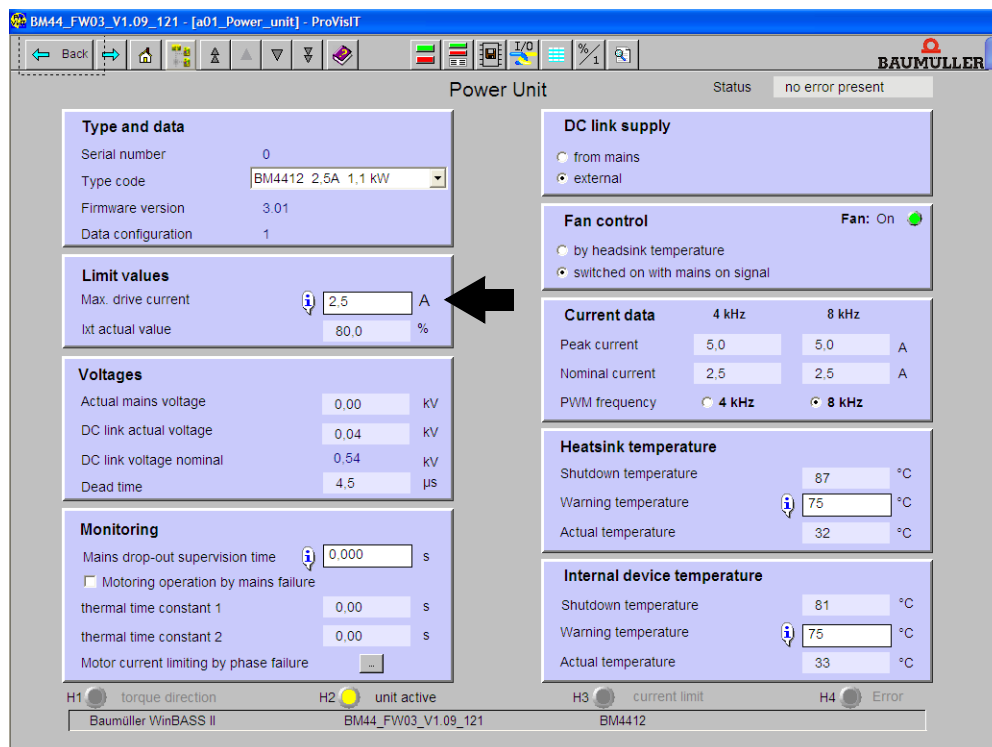 BM44_FW03_V1.09_121 - [a01_Power_unit] - ProVisIT
Back
I/O
%/1
BAUMÜLLER
Power Unit
Status no error present
Type and data
Serial number 0
Type code BM4412 2,5A 1,1 kW
Firmware version 3.01
Data configuration 1
Limit values
Max. drive current i 2,5 A
Ixt actual value 80,0 %
Voltages
Actual mains voltage 0,00 kV
DC link actual voltage 0,04 kV
DC link voltage nominal 0,54 kV
Dead time 4,5 µs
Monitoring
Mains drop-out supervision time i 0,000 s
Motoring operation by mains failure
thermal time constant 1 0,00 s
thermal time constant 2 0,00 s
Motor current limiting by phase failure ...
DC link supply
from mains
external
Fan control Fan: On
by headsink temperature
switched on with mains on signal
Current data 4 kHz 8 kHz
Peak current 5,0 5,0 A
Nominal current 2,5 2,5 A
PWM frequency 4 kHz 8 kHz
Heatsink temperature
Shutdown temperature 87 °C
Warning temperature i 75 °C
Actual temperature 32 °C
Internal device temperature
Shutdown temperature 81 °C
Warning temperature i 75 °C
Actual temperature 33 °C
H1 torque direction H2 unit active H3 current limit H4 Error
Baumüller WinBASS II BM44_FW03_V1.09_121 BM4412